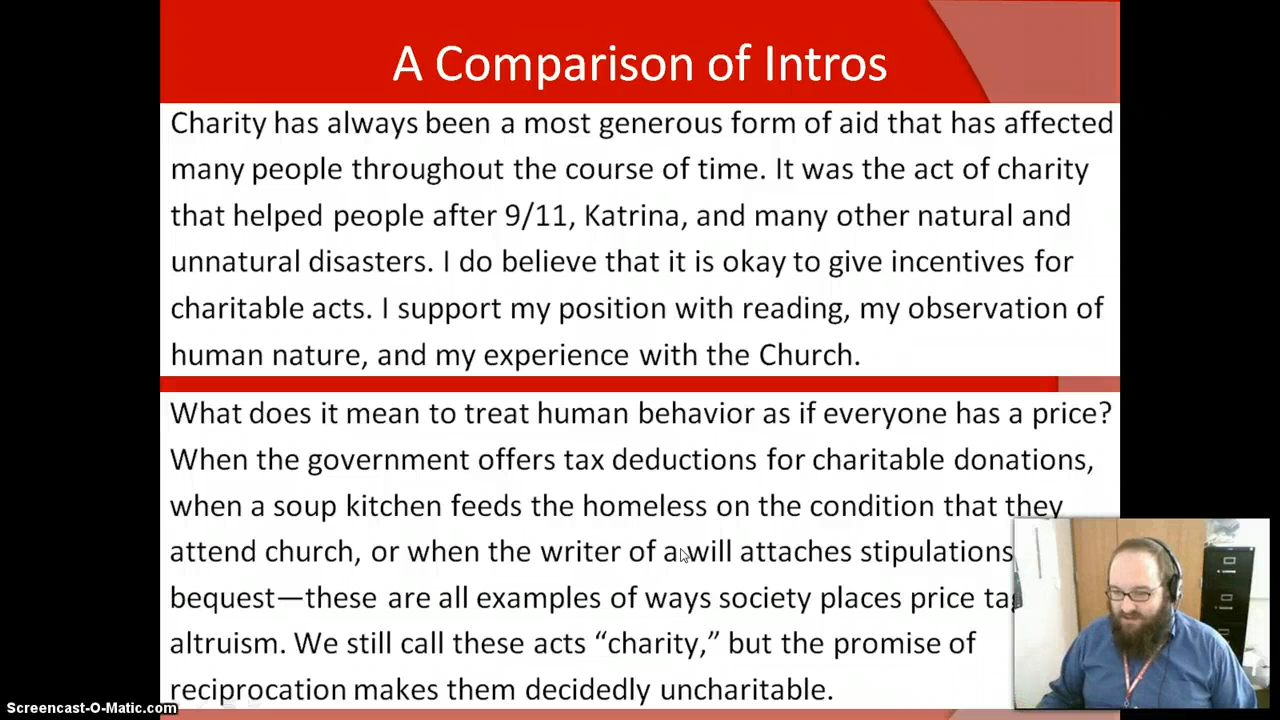 A Comparison of Intros
Charity has always been a most generous form of aid that has affected
many people throughout the course of time. It was the act of charity
that helped people after 9/11, Katrina, and many other natural and
unnatural disasters. I do believe that it is okay to give incentives for
charitable acts. I support my position with reading, my observation of
human nature, and my experience with the Church.
What does it mean to treat human behavior as if everyone has a price?
When the government offers tax deductions for charitable donations,
when a soup kitchen feeds the homeless on the condition that they
attend church, or when the writer of a will attaches stipulations
bequest—these are all examples of ways society places price
altruism. We still call these acts “charity,” but the promise of
reciprocation makes them decidedly uncharitable.
Screencast-O-Matic.com